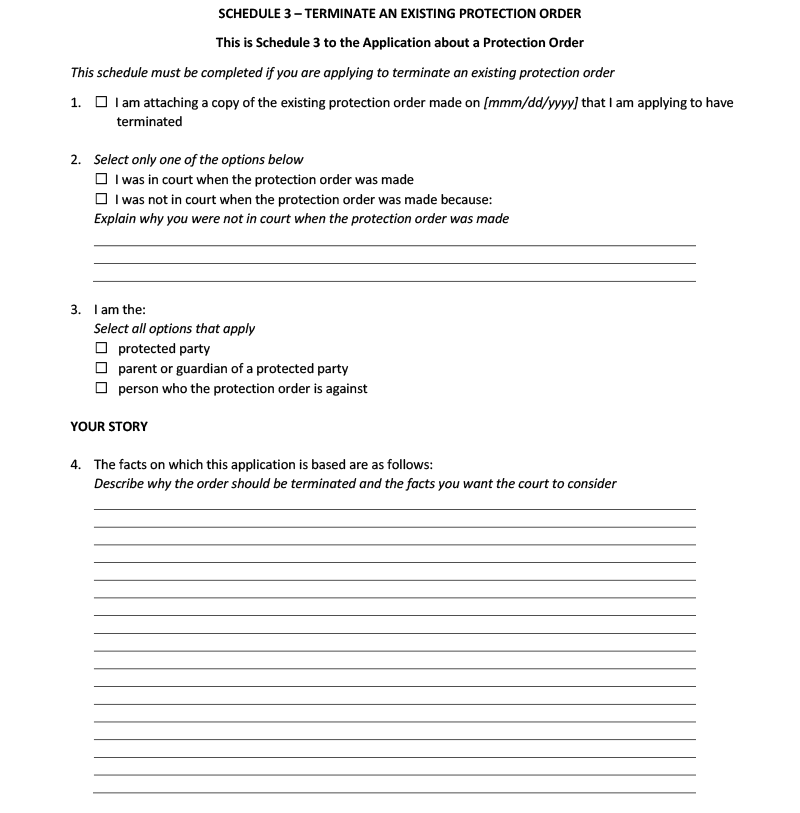 SCHEDULE 3 – TERMINATE AN EXISTING PROTECTION ORDER
This is Schedule 3 to the Application about a Protection Order
This schedule must be completed if you are applying to terminate an existing protection order
1. ☐ I am attaching a copy of the existing protection order made on [mmm/dd/yyyy] that I am applying to have
terminated
2. Select only one of the options below
☐ I was in court when the protection order was made
☐ I was not in court when the protection order was made because:
Explain why you were not in court when the protection order was made
3. I am the:
Select all options that apply
☐ protected party
☐ parent or guardian of a protected party
☐ person who the protection order is against
YOUR STORY
4. The facts on which this application is based are as follows:
Describe why the order should be terminated and the facts you want the court to consider